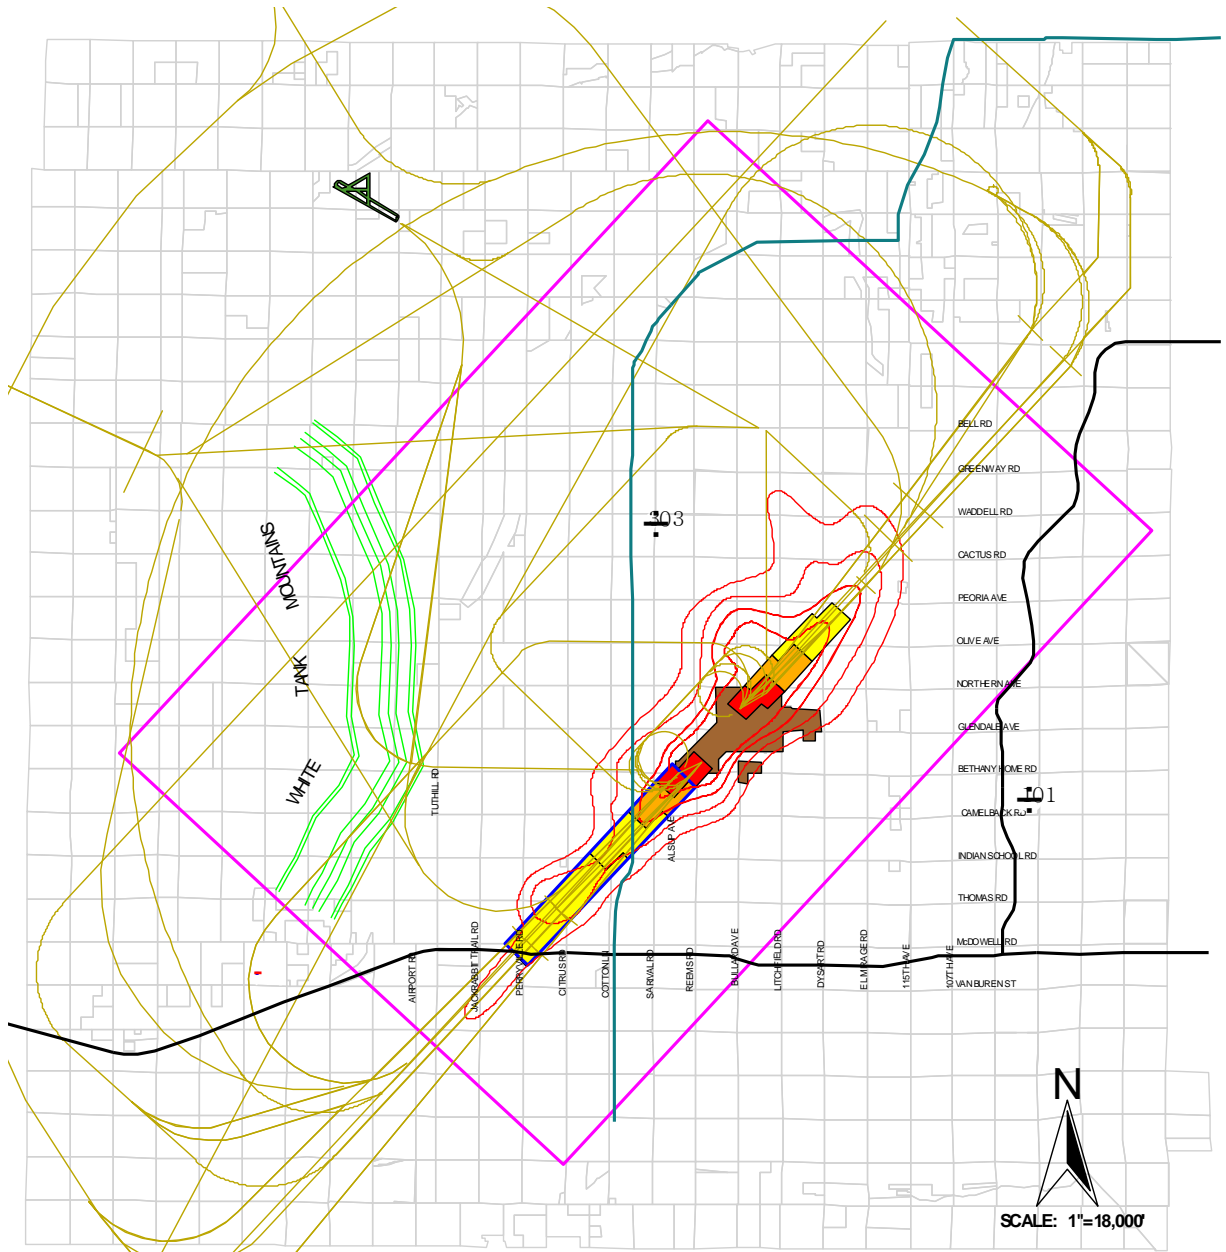 BELL RD
GREENWAY RD
WADDELL RD
303
CACTUS RD
PEORIA AVE
OLIVE AVE
NORTHERN AVE
GLENDALE AVE
BETHANY HOME RD
101
CAMELBACK RD
INDIAN SCHOOL RD
THOMAS RD
McDOWELL RD
VAN BUREN ST
WHITE
TANK
MOUNTAINS
TUTHILL RD
ALSUP AVE
AIRPORT RD
JACKRABBIT TRAIL RD
PERRYVILLE RD
CITRUS RD
COTTON LN
SARIVAL RD
REEMS RD
BULLARD AVE
LITCHFIELD RD
DYSART RD
EL MIRAGE RD
115TH AVE
107TH AVE
N
SCALE: 1"=18,000'